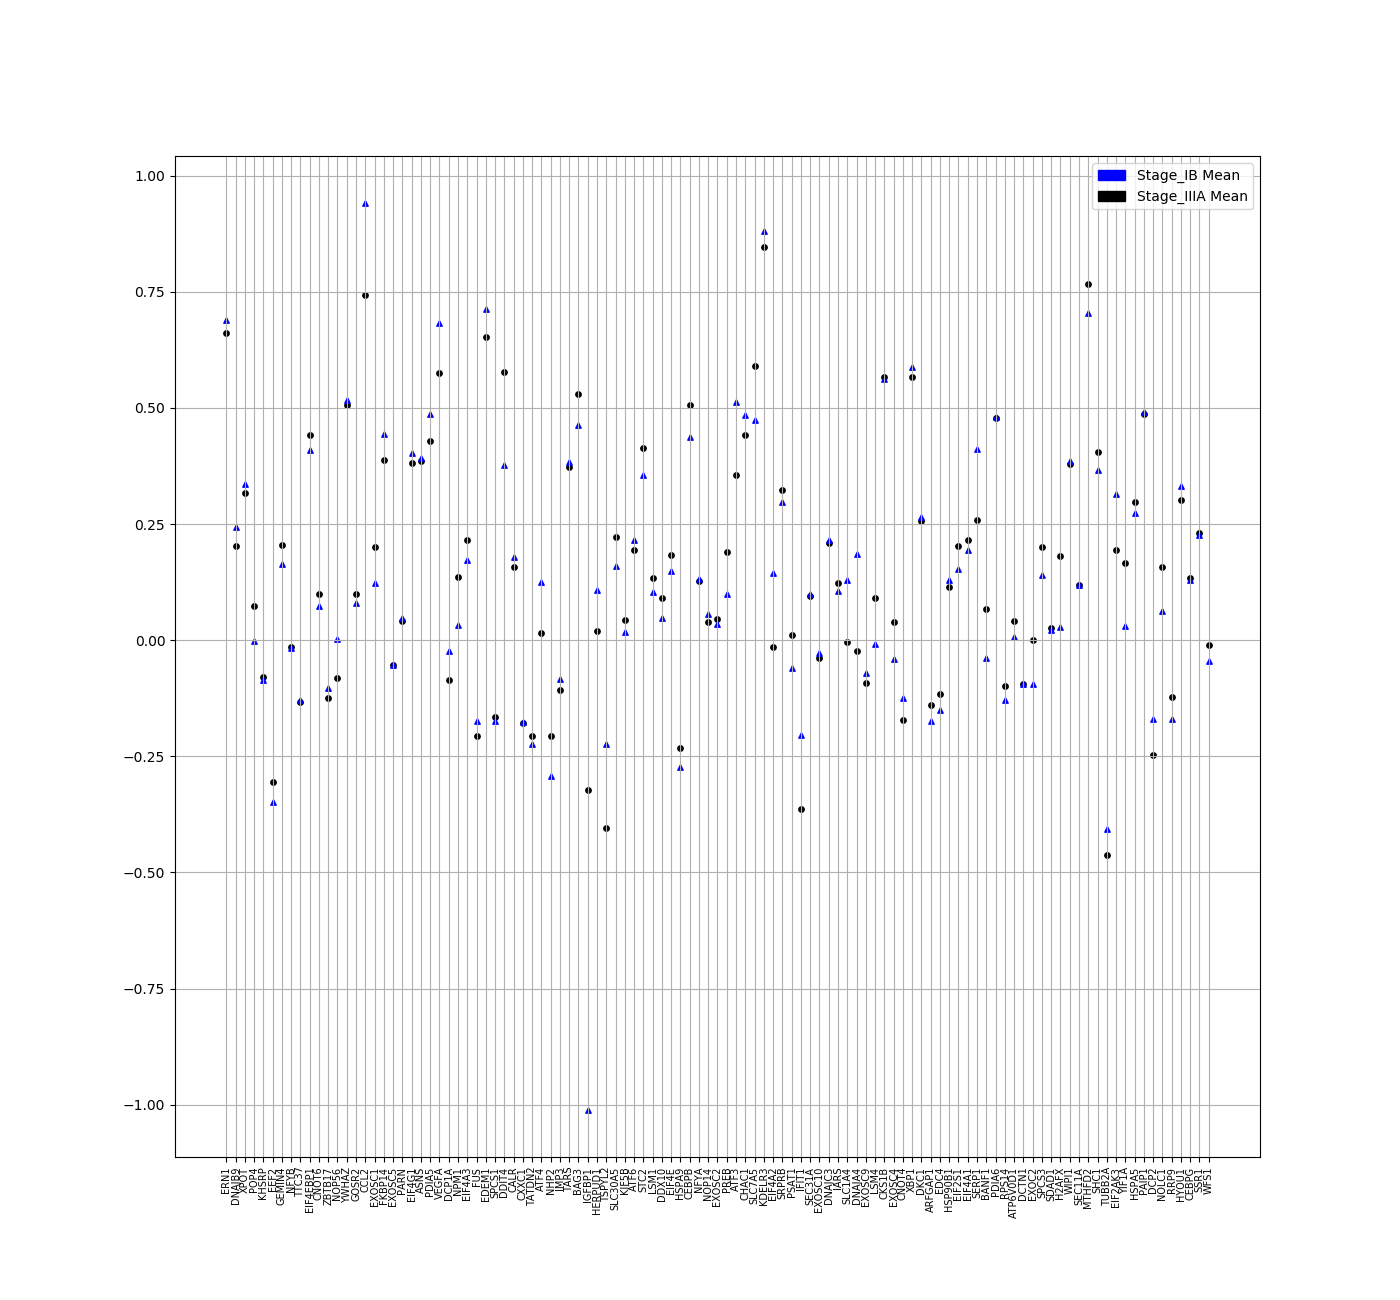 1.00
0.75
0.50
0.25
0.00
−0.25
−0.50
−0.75
−1.00
Stage_IB Mean
Stage_IIIA Mean
ERN1
DNAJB9
XPOT
POP4
KHSRP
EEF2
GEMIN4
NFYB
TTC37
EIF4EBP1
CNOT6
ZBTB17
NOP56
YWHAZ
GOSR2
CCL2
EXOSC1
FKBP14
EXOSC5
PARN
EIF4G1
ASNS
PDIA5
VEGFA
DCP1A
NPM1
EIF4A3
FUS
EDEM1
TSPYL2
DDIT4
CALR
CXXC1
TATDN2
ATF4
NHP2
IMP3
TARS
BAG3
IGFBP1
HERPUD1
SLC30A5
KIF5B
ATF6
STC2
LSM1
DDX10
EIF4E
HSPA9
CEBPB
NFYA
NOP14
EXOSC2
PREB
ATF3
CHAC1
SLC7A5
KDELR3
EIF4A2
SRPRB
PSAT1
IFIT1
SEC31A
EXOSC10
DNAJC3
IARS
SLC1A4
DNAJA4
EXOSC9
LSM4
CKS1B
EXOSC4
CNOT4
XBP1
DKC1
ARFGAP1
EDC4
HSP90B1
EIF2S1
EIF4A1
SERP1
BANF1
PDIA6
RPS14
ATP6V0D1
DCTN1
EXOC2
SPCS3
SDAD1
H2AFX
WIPI1
SEC11A
MTHFD2
SHC1
TUBB2A
EIF2AK3
YIF1A
HSPA5
PAIP1
DCP2
NOLC1
RRP9
HYOU1
CEBPG
SSR1
WFS1